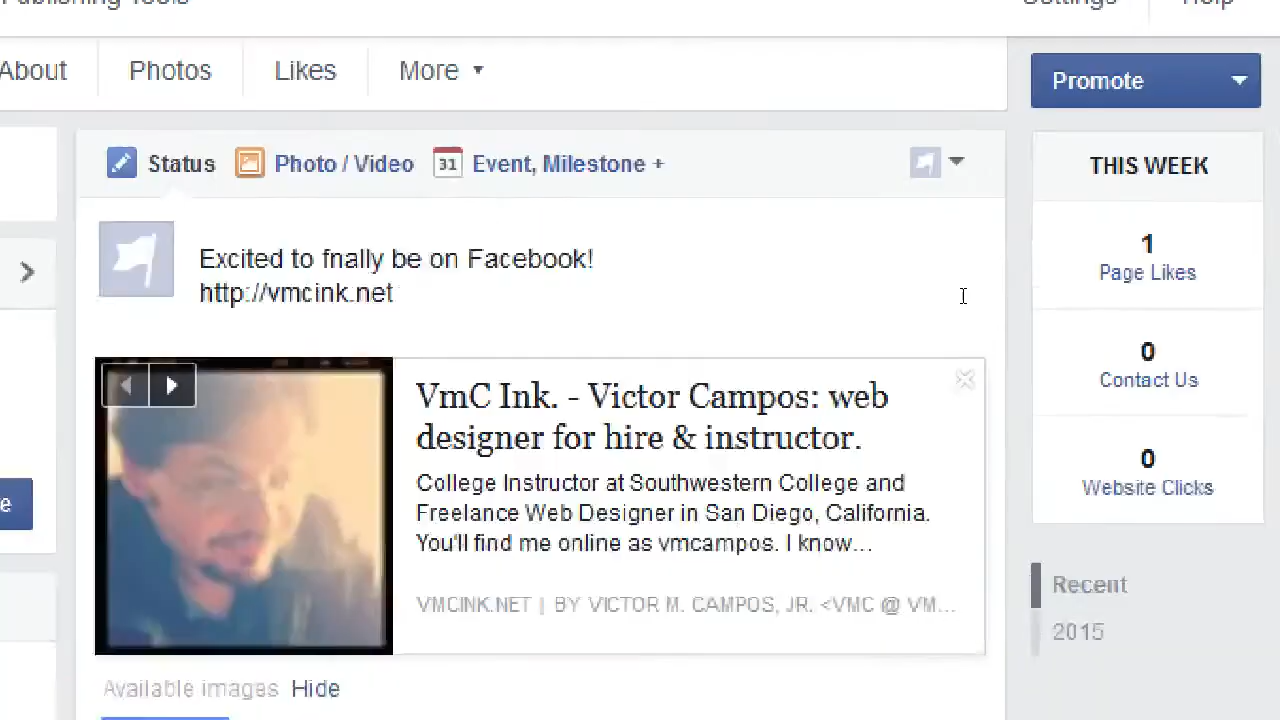 Publishing Tools
Settings
Help
About
Photos
Likes
More
Promote
Status
Photo / Video
31
Event, Milestone +
THIS WEEK
Excited to fnally be on Facebook!
http://vmcink.net
1
Page Likes
0
Contact Us
0
Website Clicks
VmC Ink. - Victor Campos: web
designer for hire & instructor.
College Instructor at Southwestern College and
Freelance Web Designer in San Diego, California.
You'll find me online as vmcampos. I know...
VMCINK.NET | BY VICTOR M. CAMPOS, JR. <VMC @ VM...
e
Recent
2015
Available images Hide